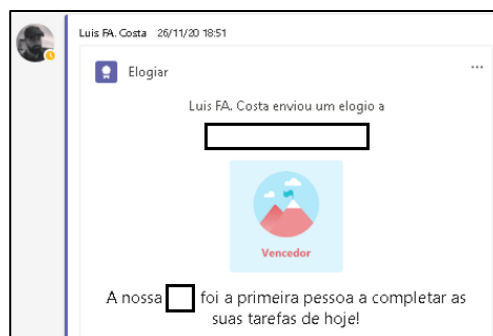 Luis FA. Costa 26/11/20 18:51
Elogiar ...
Luis FA. Costa enviou um elogio a
Vencedor
A nossa foi a primeira pessoa a completar as
suas tarefas de hoje!